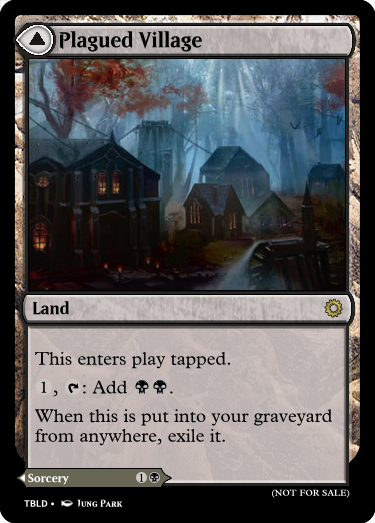 Plagued Village
Land
This enters play tapped.
1 , : Add .
When this is put into your graveyard
from anywhere, exile it.
Sorcery 1
(NOT FOR SALE)
TBLD • Jung Park